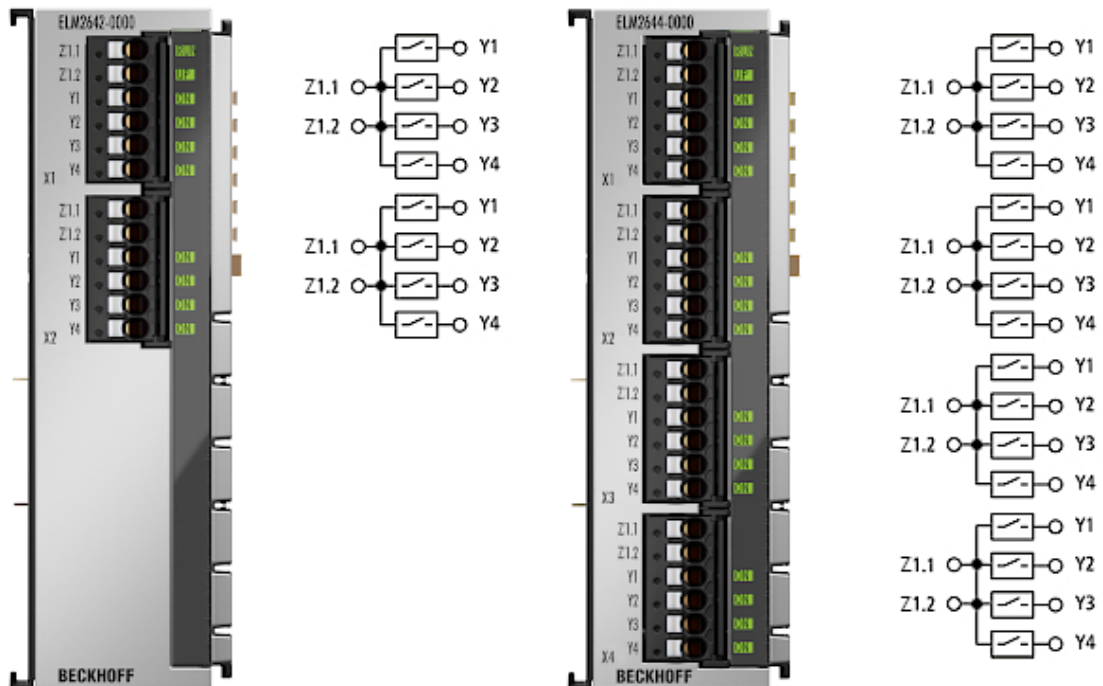 ELM2642-0000
Z1.1
Z1.2
Y1
Y2
Y3
Y4
X1
Z1.1
Z1.2
Y1
Y2
Y3
Y4
X2
BECKHOFF
Y1
Z1.1 Y2
Z1.2 Y3
Y4
Y1
Z1.1 Y2
Z1.2 Y3
Y4
ELM2644-0000
Z1.1
Z1.2
Y1
Y2
Y3
Y4
X1
Z1.1
Z1.2
Y1
Y2
Y3
Y4
X2
Z1.1
Z1.2
Y1
Y2
Y3
Y4
X3
Z1.1
Z1.2
Y1
Y2
Y3
Y4
X4
BECKHOFF
Y1
Z1.1 Y2
Z1.2 Y3
Y4
Y1
Z1.1 Y2
Z1.2 Y3
Y4
Y1
Z1.1 Y2
Z1.2 Y3
Y4
Y1
Z1.1 Y2
Z1.2 Y3
Y4